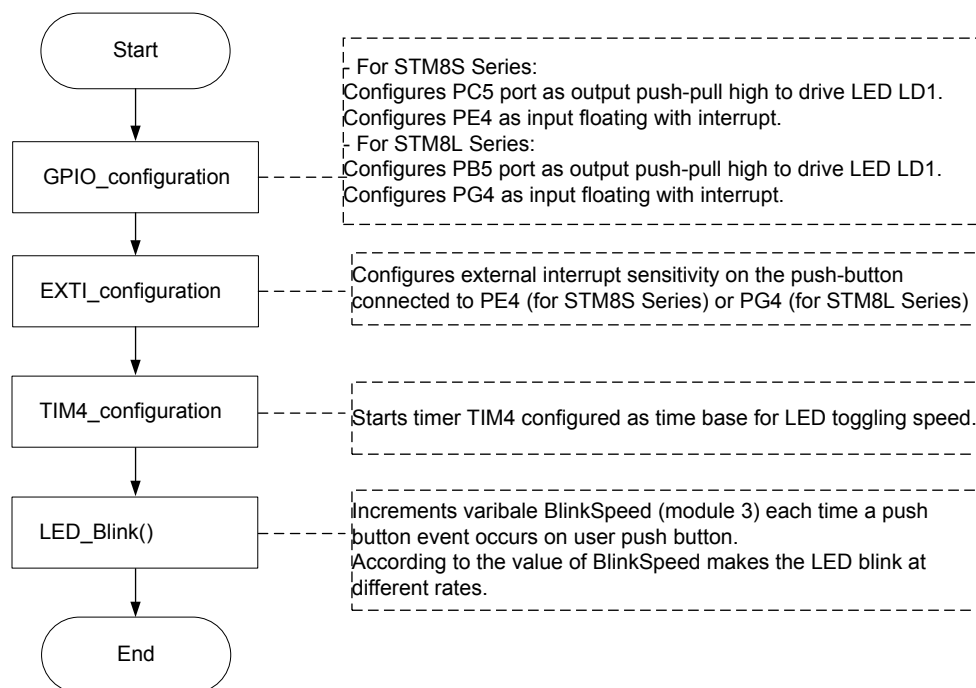 Start
- For STM8S Series:
Configures PC5 port as output push-pull high to drive LED LD1.
Configures PE4 as input floating with interrupt.
- For STM8L Series:
Configures PB5 port as output push-pull high to drive LED LD1.
Configures PG4 as input floating with interrupt.
GPIO_configuration
Configures external interrupt sensitivity on the push-button
connected to PE4 (for STM8S Series) or PG4 (for STM8L Series)
EXTI_configuration
TIM4_configuration
Starts timer TIM4 configured as time base for LED toggling speed.
LED_Blink()
Increments varibale BlinkSpeed (module 3) each time a push
button event occurs on user push button.
According to the value of BlinkSpeed makes the LED blink at
different rates.
End